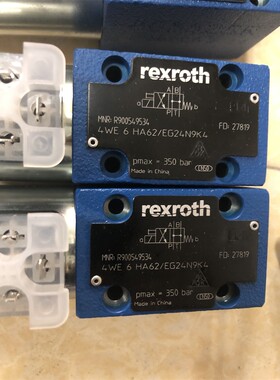 rexroth
A B
a b
P T
MNR: R900549534
FD: 27819
4WE 6 HA62/EG24N9K4
pmax = 350 bar
Made in China
rexroth
A B
b
P T
MNR: R900549534
FD: 27819
4WE 6 HA62/EG24N9K4
pmax = 350 bar
Made in China